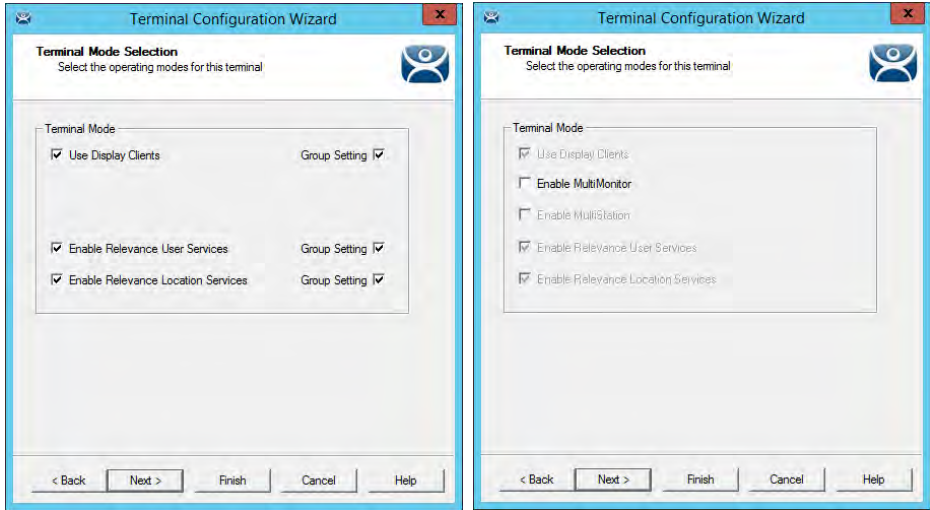 Terminal Configuration Wizard
x
Terminal Mode Selection
Select the operating modes for this terminal
Terminal Mode
Use Display Clients Group Setting
Enable Relevance User Services Group Setting
Enable Relevance Location Services Group Setting
< Back Next > Finish Cancel Help
Terminal Configuration Wizard
x
Terminal Mode Selection
Select the operating modes for this terminal
Terminal Mode
Use Display Clients
Enable MultiMonitor
Enable MultiStation
Enable Relevance User Services
Enable Relevance Location Services
< Back Next > Finish Cancel Help